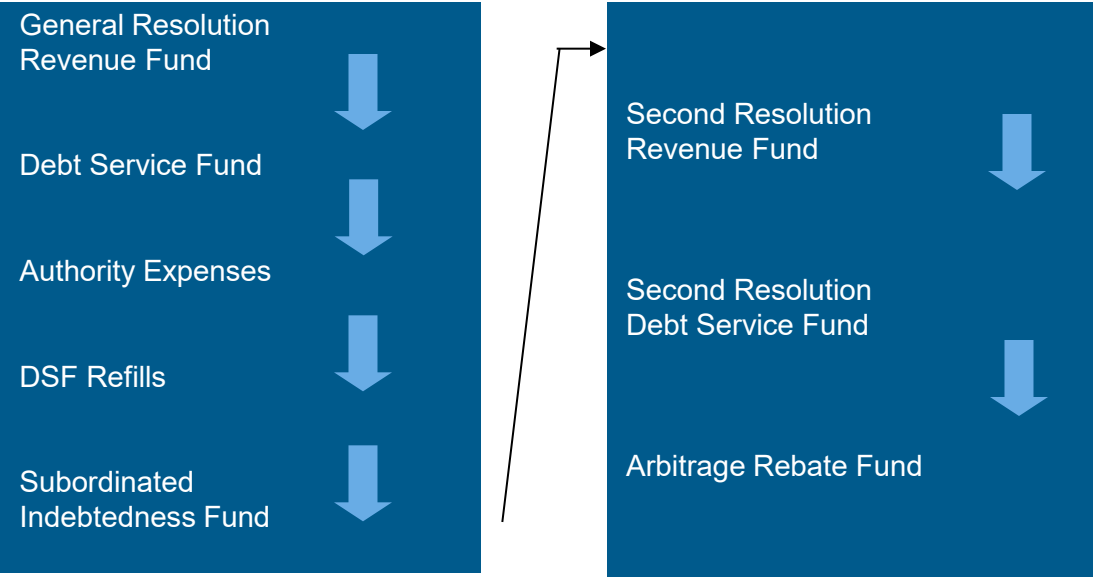 General Resolution
Revenue Fund
Debt Service Fund
Authority Expenses
DSF Refills
Subordinated
Indebtedness Fund
Second Resolution
Revenue Fund
Second Resolution
Debt Service Fund
Arbitrage Rebate Fund